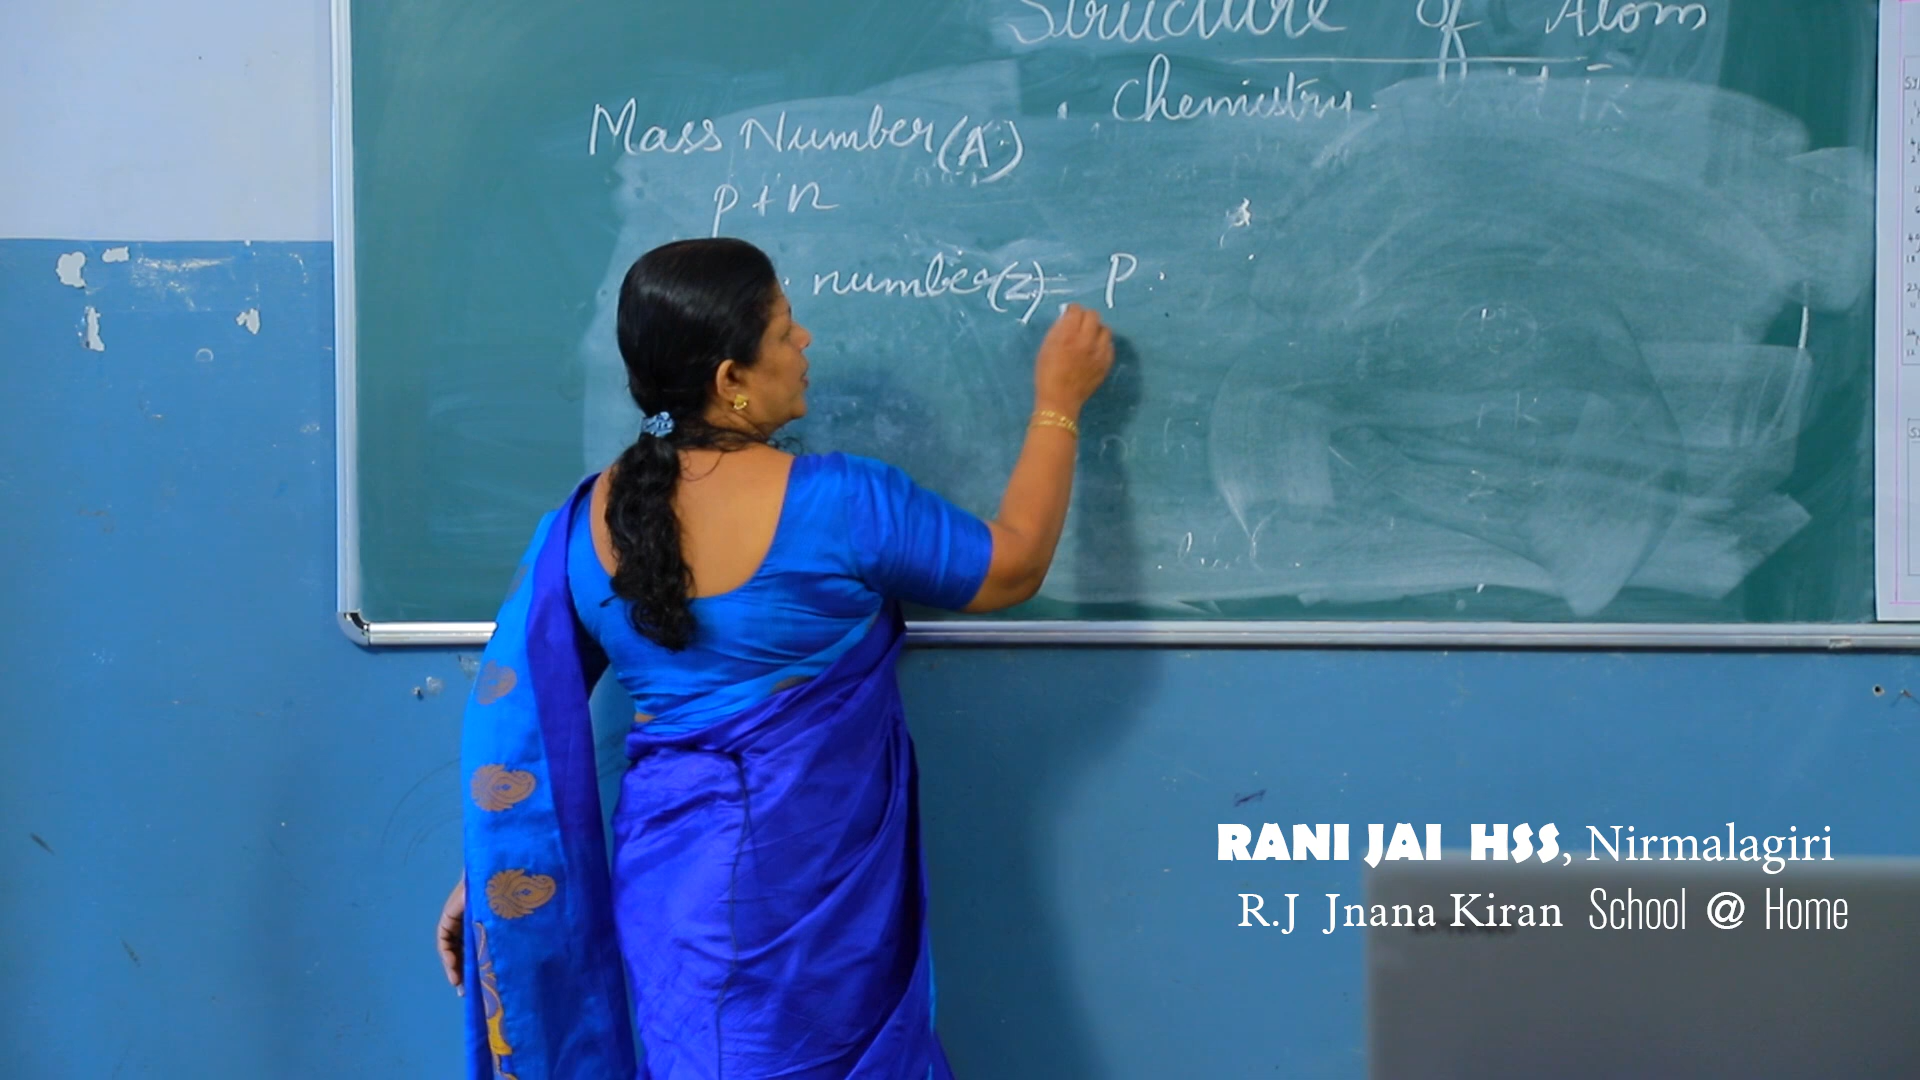 Structure of Atom
Chemistry.
Mass Number(A)
p + n
number(Z) = P
RANI JAI HSS, Nirmalagiri
R.J Jnana Kiran School @ Home